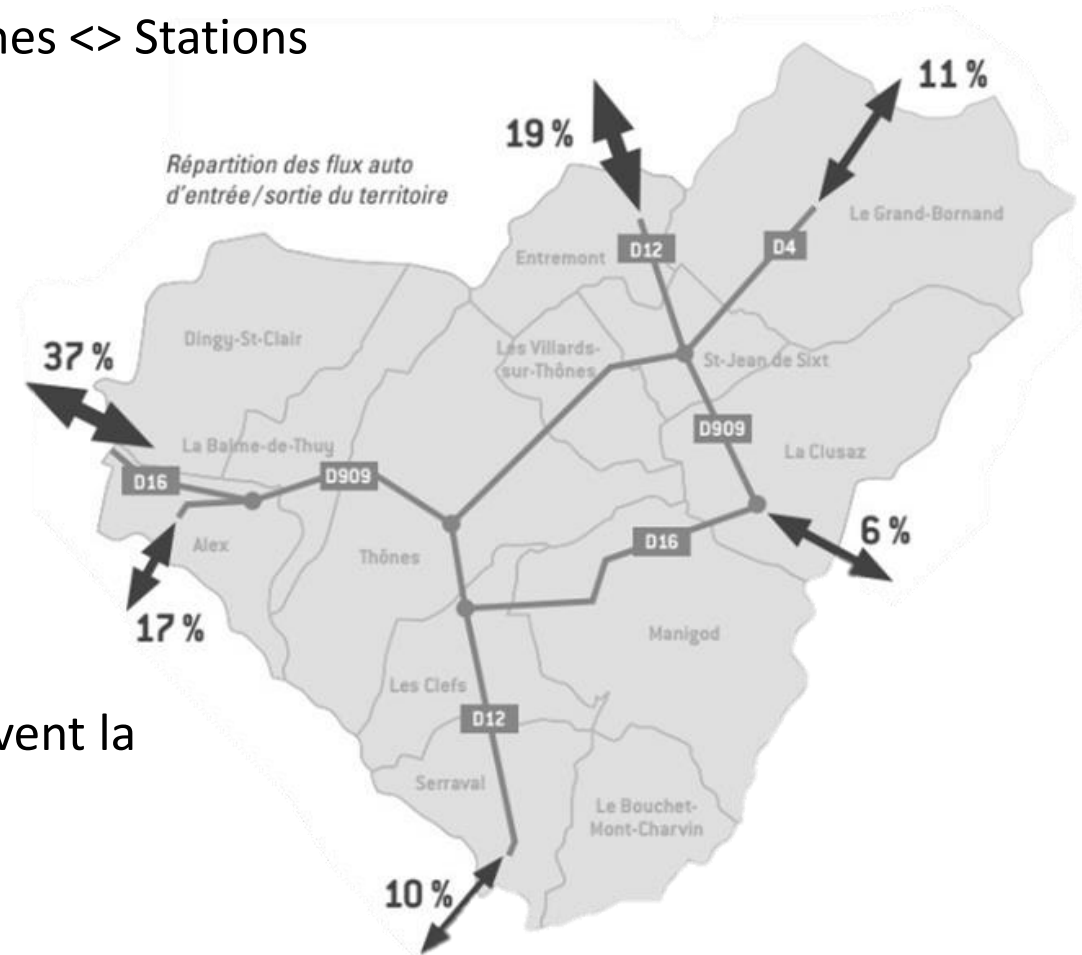 <> Stations
11 %
19 %
Répartition des flux auto
d'entrée/sortie du territoire
Le Grand-Bornand
D12
D4
Entremont
Dingy-St-Clair
37 %
Les Villards-
sur-Thônes
St-Jean de Sixt
D909
La Clusaz
La Balme-de-Thuy
D909
D16
6 %
D16
Alex
Thônes
17 %
Manigod
Les Clefs
D12
la
Serraval
Le Bouchet-
Mont-Charvin
10 %